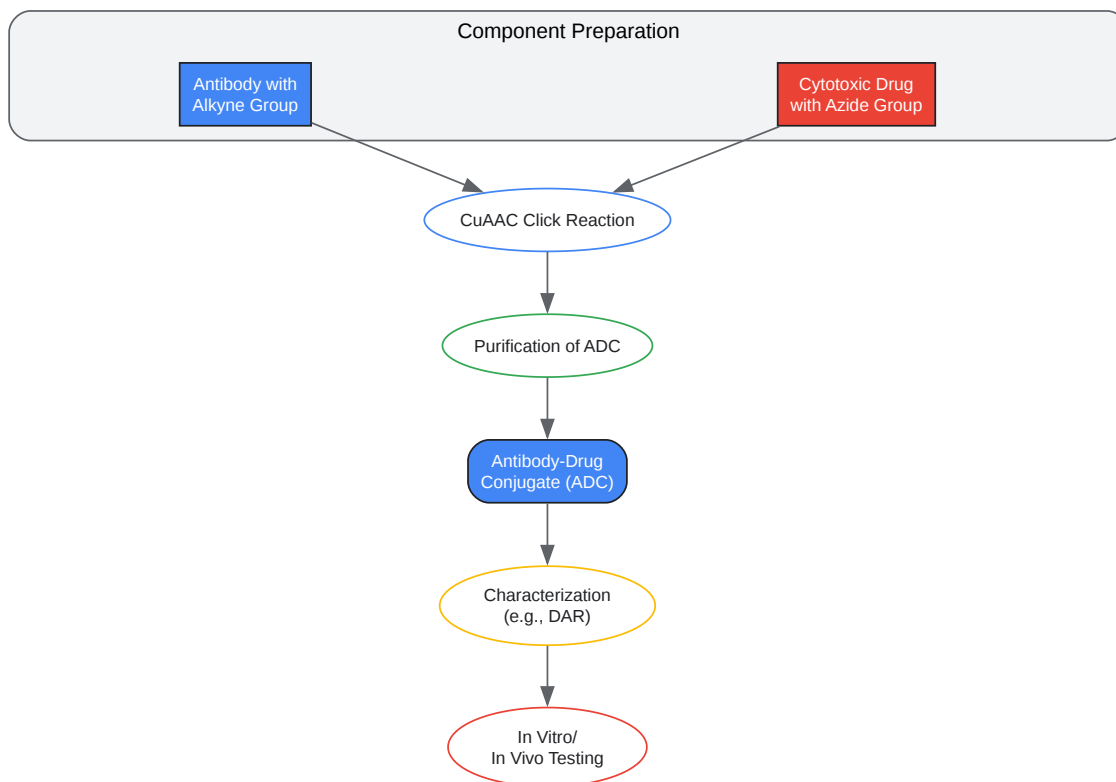 Component Preparation
Antibody with
Alkyne Group
Cytotoxic Drug
with Azide Group
CuAAC Click Reaction
Purification of ADC
Antibody-Drug
Conjugate (ADC)
Characterization
(e.g., DAR)
In Vitro/
In Vivo Testing